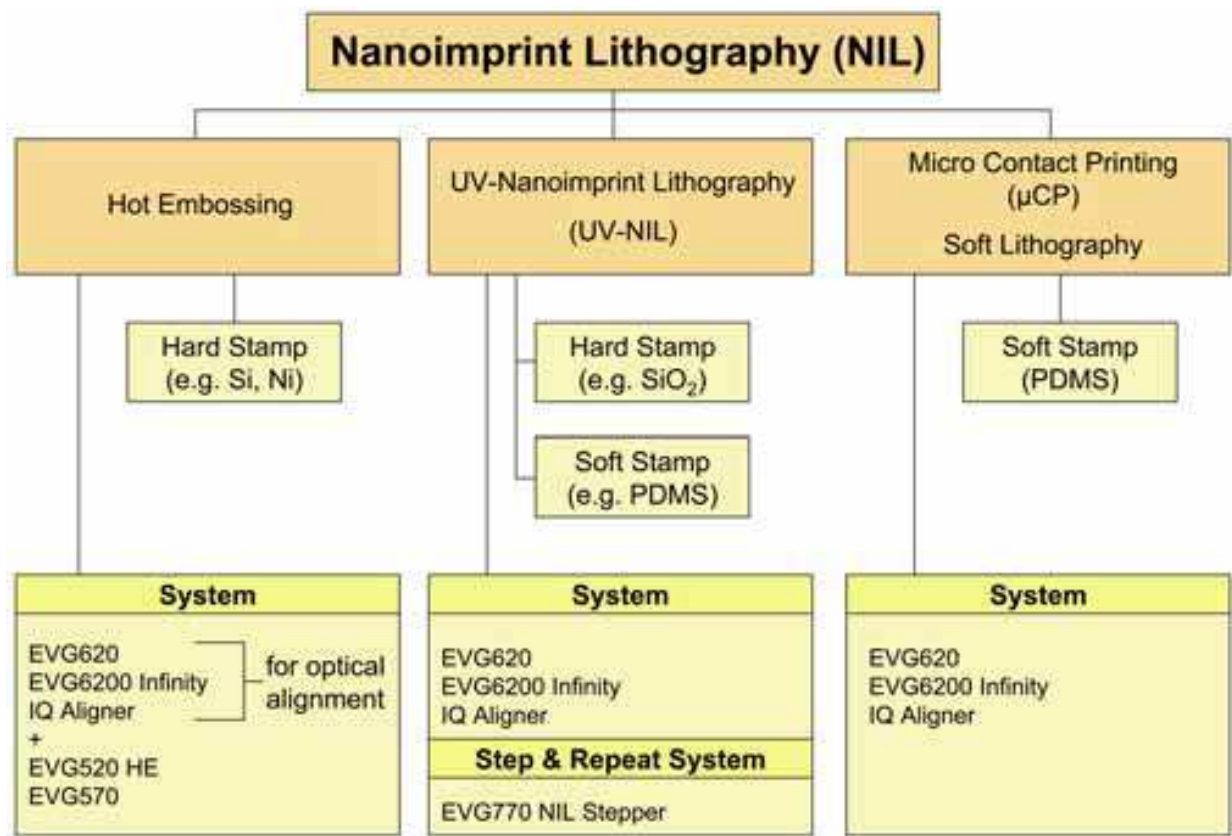 Nanoimprint Lithography (NIL)
Hot Embossing
UV-Nanoimprint Lithography
(UV-NIL)
Micro Contact Printing
(µCP)
Soft Lithography
Hard Stamp
(e.g. Si, Ni)
Hard Stamp
(e.g. SiO₂)
Soft Stamp
(e.g. PDMS)
Soft Stamp
(PDMS)
System
EVG620
EVG6200 Infinity
IQ Aligner
for optical
alignment
+
EVG520 HE
EVG570
System
EVG620
EVG6200 Infinity
IQ Aligner
Step & Repeat System
EVG770 NIL Stepper
System
EVG620
EVG6200 Infinity
IQ Aligner